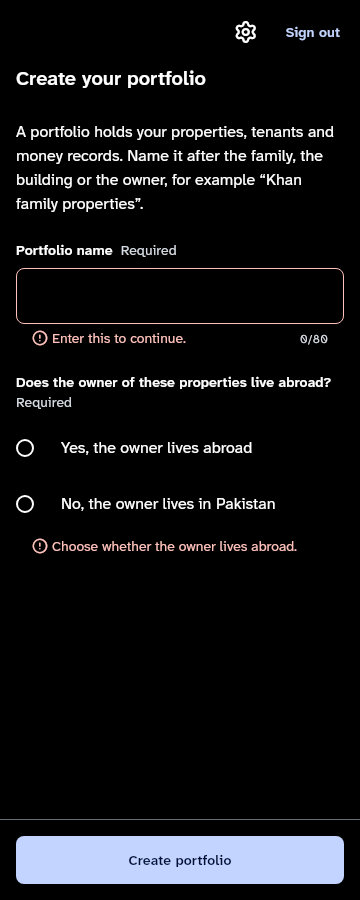 Sign out
Create your portfolio
A portfolio holds your properties, tenants and
money records. Name it after the family, the
building or the owner, for example “Khan
family properties”.
Portfolio name Required
Enter this to continue. 0/80
Does the owner of these properties live abroad?
Required
Yes, the owner lives abroad
No, the owner lives in Pakistan
Choose whether the owner lives abroad.
Create portfolio